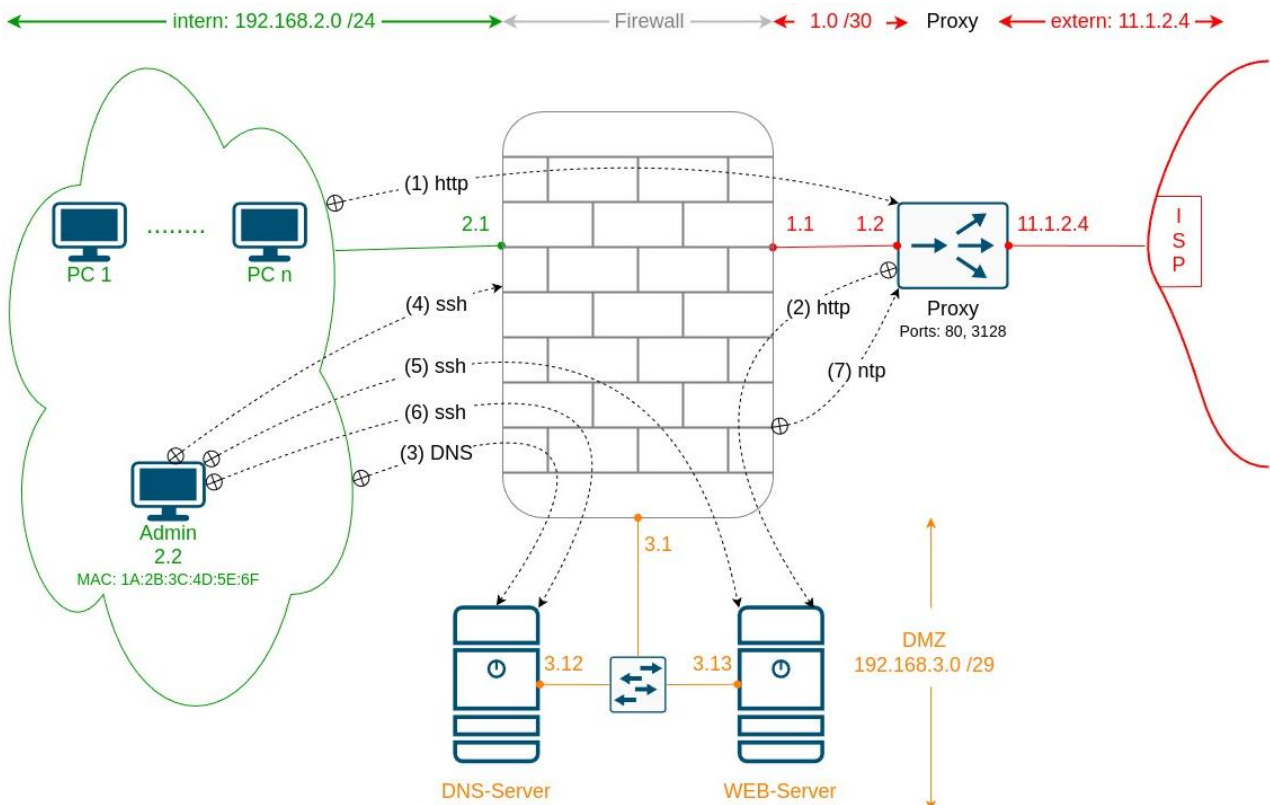 intern: 192.168.2.0 /24
Firewall
1.0 /30
Proxy
extern: 11.1.2.4
(1) http
2.1
1.1
1.2
11.1.2.4
I
S
P
PC 1
........
PC n
(4) ssh
(2) http
Proxy
Ports: 80, 3128
(5) ssh
(7) ntp
(6) ssh
(3) DNS
Admin
2.2
MAC: 1A:2B:3C:4D:5E:6F
3.1
DMZ
192.168.3.0 /29
3.12
3.13
DNS-Server
WEB-Server